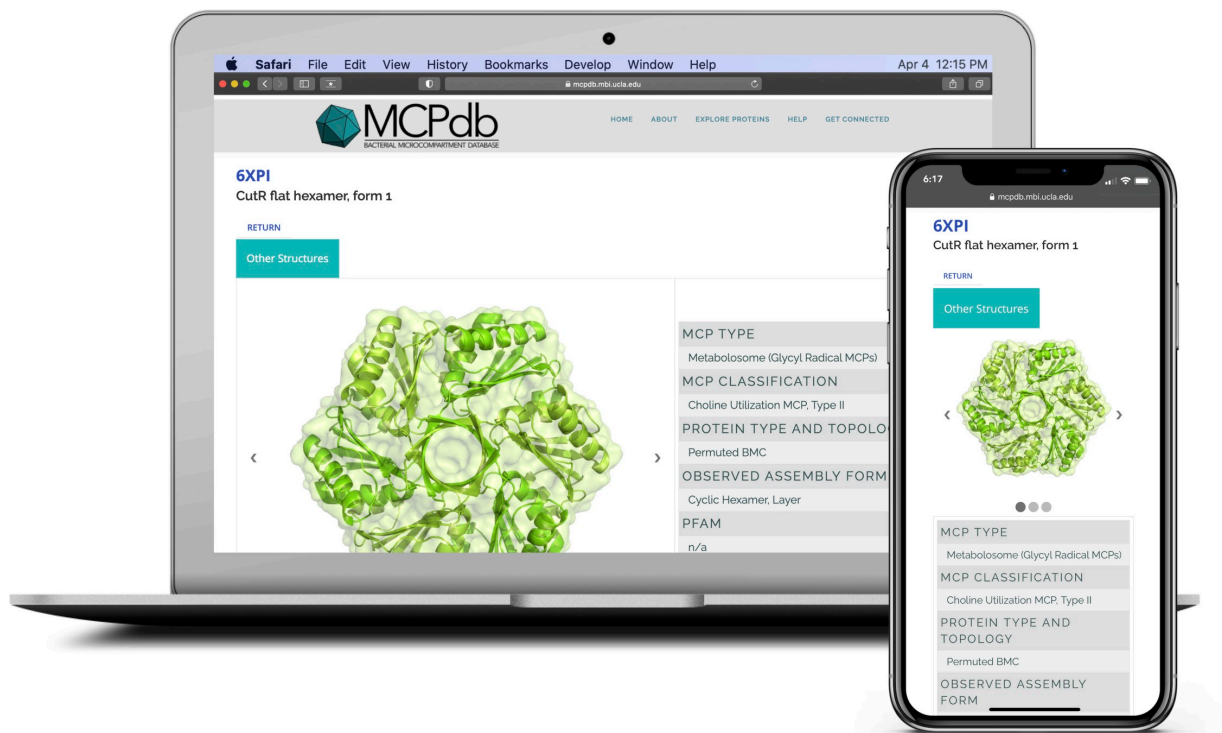 Safari File Edit View History Bookmarks Develop Window Help Apr 4 12:15 PM
mcpdb.mbi.ucla.edu
MCPdb
BACTERIAL MICROCOMPARTMENT DATABASE
HOME ABOUT EXPLORE PROTEINS HELP GET CONNECTED
6XPI
CutR flat hexamer, form 1
RETURN
Other Structures
MCP TYPE
Metabolosome (Glycyl Radical MCPs)
MCP CLASSIFICATION
Choline Utilization MCP, Type II
PROTEIN TYPE AND TOPOLO
Permuted BMC
OBSERVED ASSEMBLY FORM
Cyclic Hexamer, Layer
PFAM
n/a
6:17
mcpdb.mbi.ucla.edu
6XPI
CutR flat hexamer, form 1
RETURN
Other Structures
MCP TYPE
Metabolosome (Glycyl Radical MCPs)
MCP CLASSIFICATION
Choline Utilization MCP, Type II
PROTEIN TYPE AND
TOPOLOGY
Permuted BMC
OBSERVED ASSEMBLY
FORM